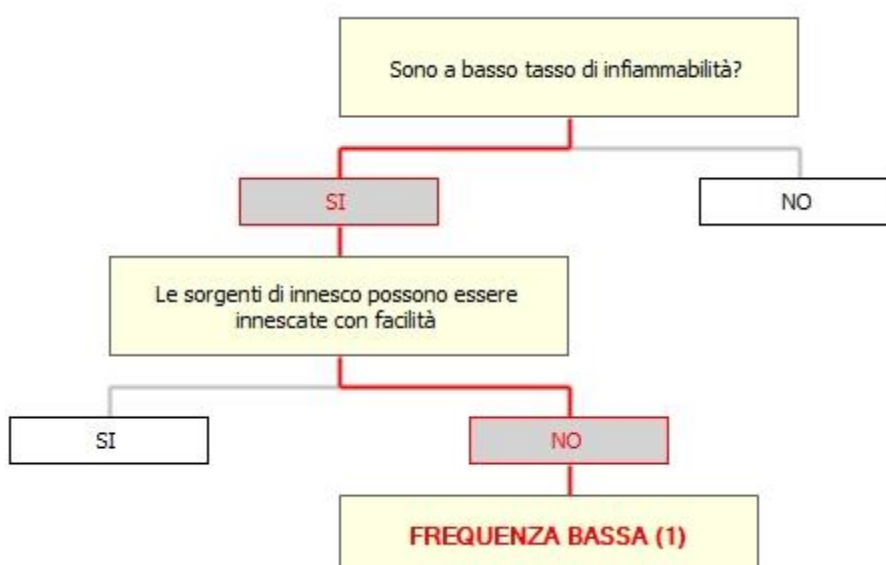 Sono a basso tasso di infiammabilità?
SI
NO
Le sorgenti di innesco possono essere
innescate con facilità
SI
NO
FREQUENZA BASSA (1)